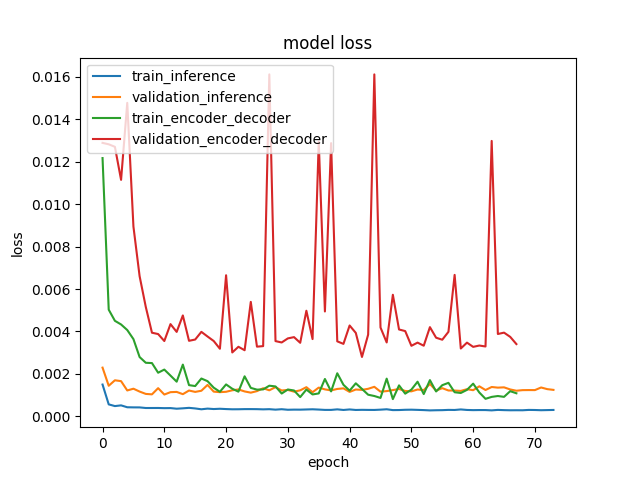 model loss
train_inference
validation_inference
train_encoder_decoder
validation_encoder_decoder
loss
0.016
0.014
0.012
0.010
0.008
0.006
0.004
0.002
0.000
0 10 20 30 40 50 60 70
epoch